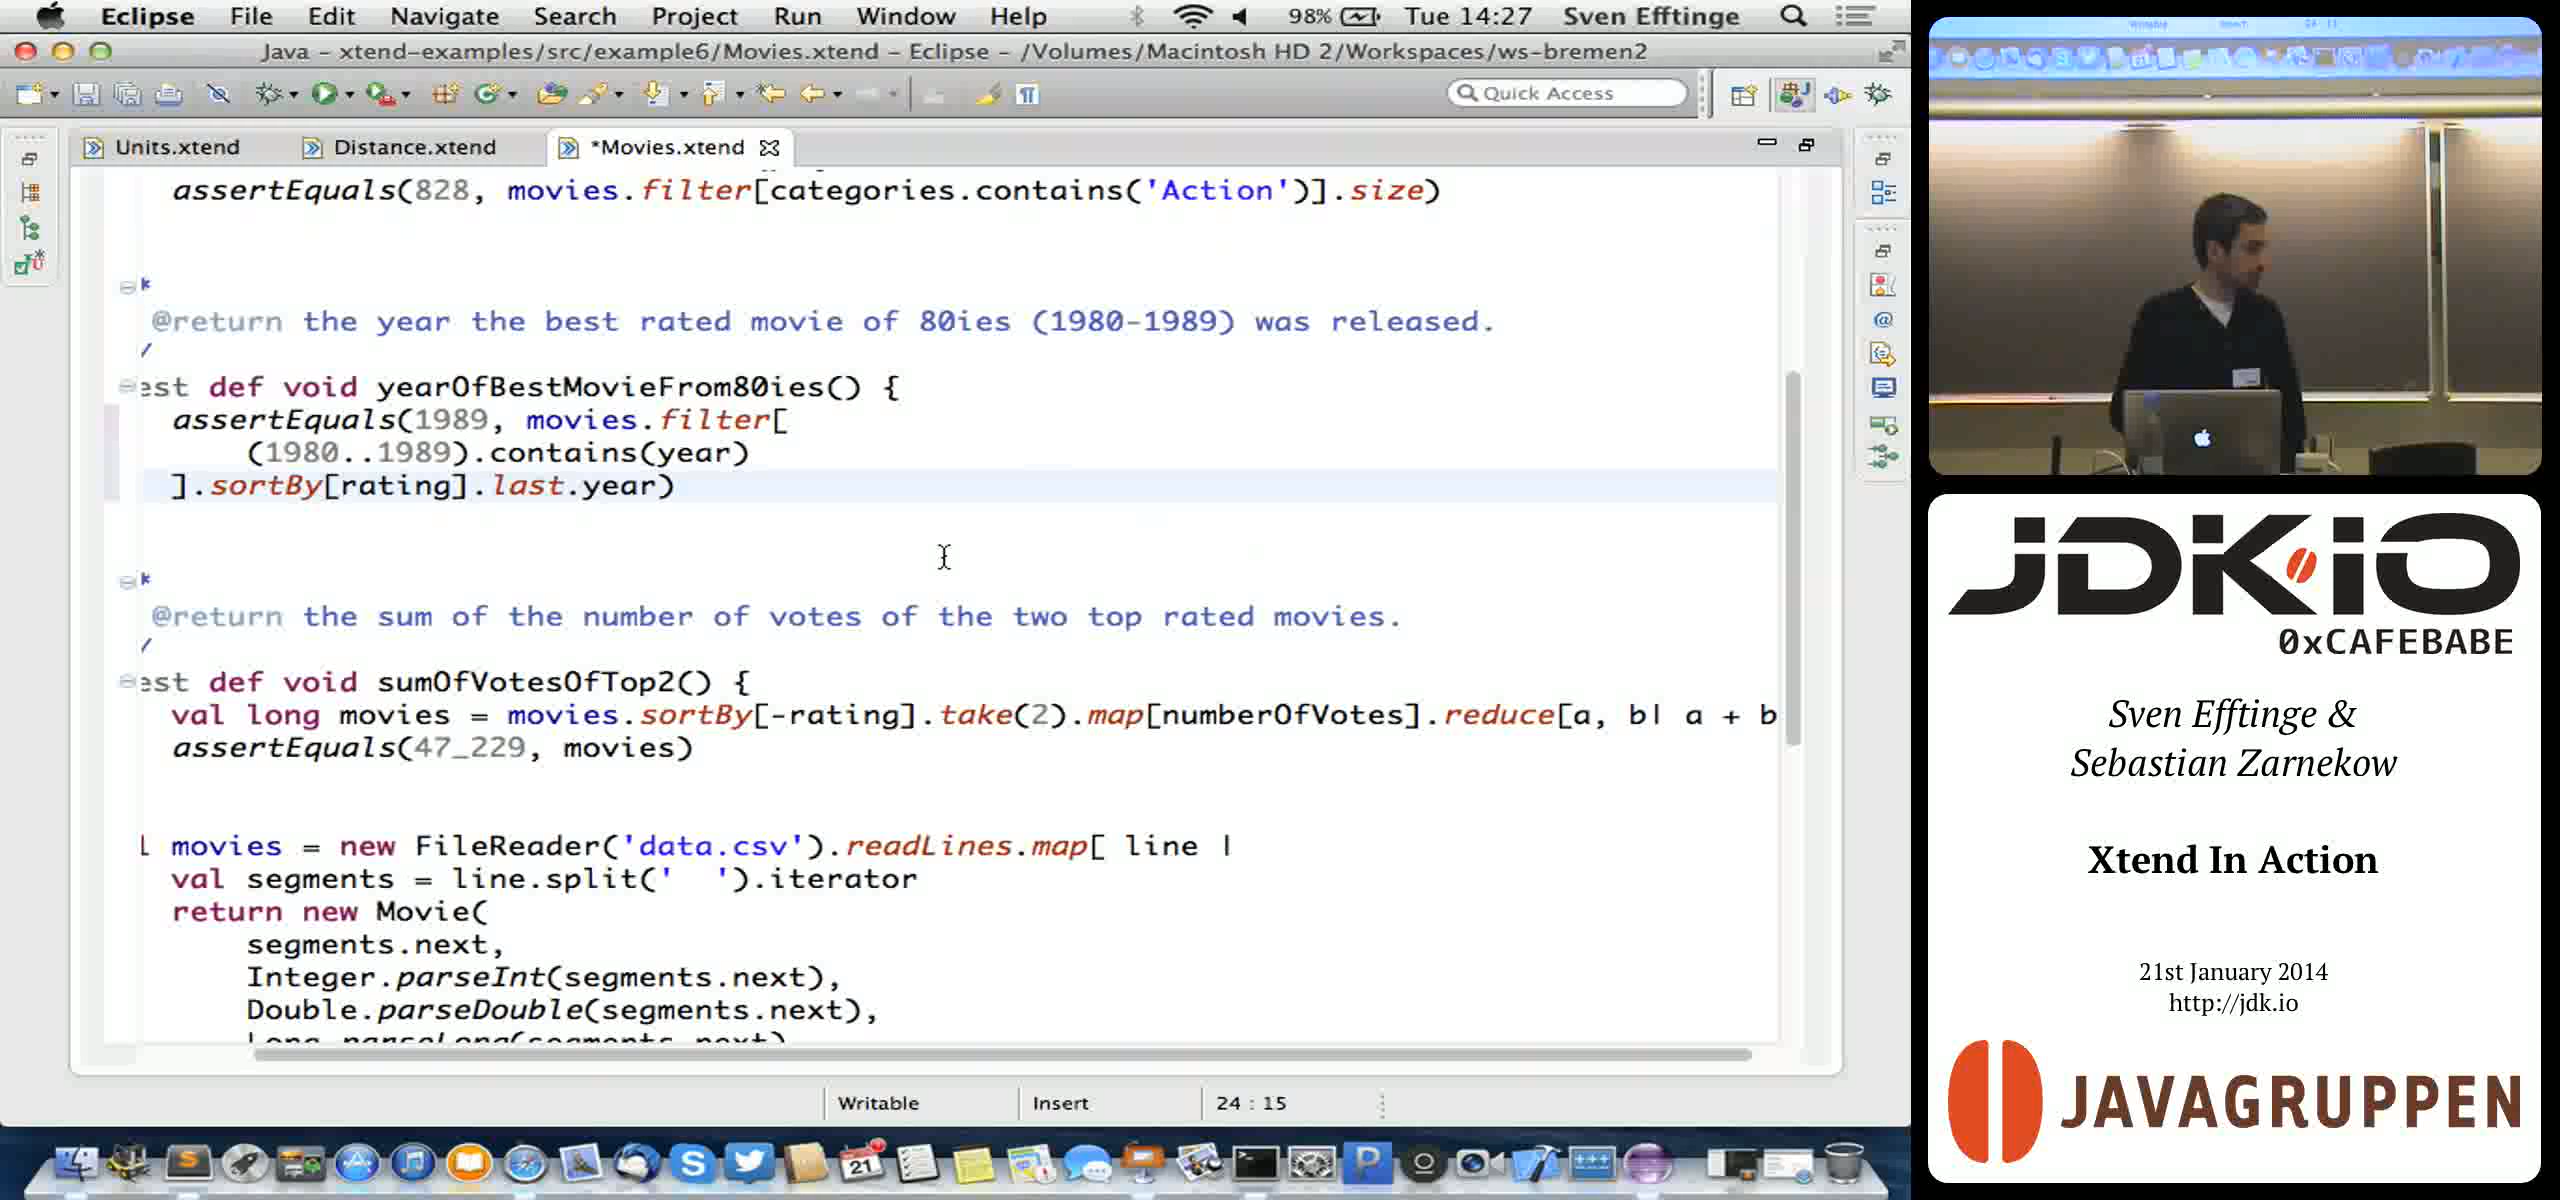 Eclipse File Edit Navigate Search Project Run Window Help 98% Tue 14:27 Sven Efftinge
Java – xtend-examples/src/example6/Movies.xtend – Eclipse – /Volumes/Macintosh HD 2/Workspaces/ws-bremen2
Quick Access
Units.xtend Distance.xtend *Movies.xtend
assertEquals(828, movies.filter[categories.contains('Action')].size)
*
@return the year the best rated movie of 80ies (1980-1989) was released.
/
est def void yearOfBestMovieFrom80ies() {
assertEquals(1989, movies.filter[
(1980..1989).contains(year)
].sortBy[rating].last.year)
*
@return the sum of the number of votes of the two top rated movies.
/
est def void sumOfVotesOfTop2() {
val long movies = movies.sortBy[-rating].take(2).map[numberOfVotes].reduce[a, b| a + b
assertEquals(47_229, movies)
l movies = new FileReader('data.csv').readLines.map[ line |
val segments = line.split('  ').iterator
return new Movie(
segments.next,
Integer.parseInt(segments.next),
Double.parseDouble(segments.next),
Long.parseLong(segments.next)
Writable Insert 24 : 15
21
JDK.IO
0xCAFEBABE
Sven Efftinge &
Sebastian Zarnekow
Xtend In Action
21st January 2014
http://jdk.io
JAVAGRUPPEN